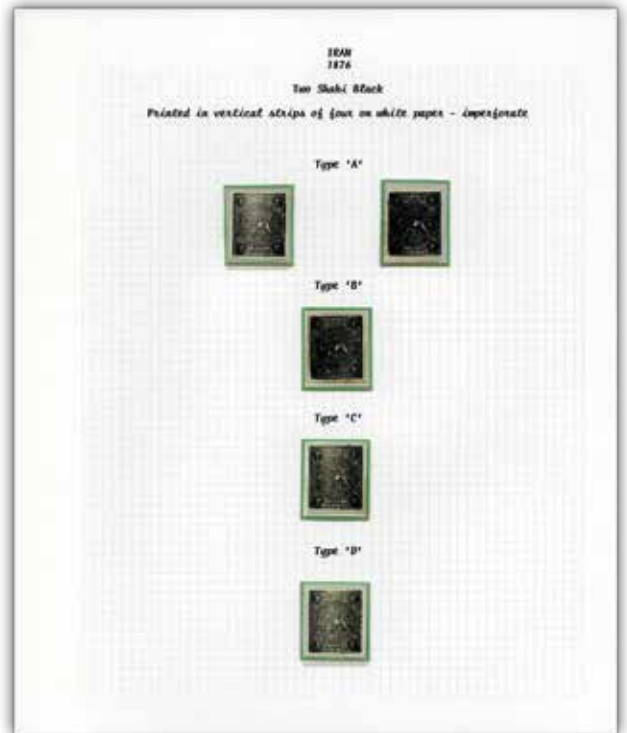 IRAN
1876
Two Shahi Black
Printed in vertical strips of four on white paper - imperforate
Type 'A'
Type 'B'
Type 'C'
Type 'D'